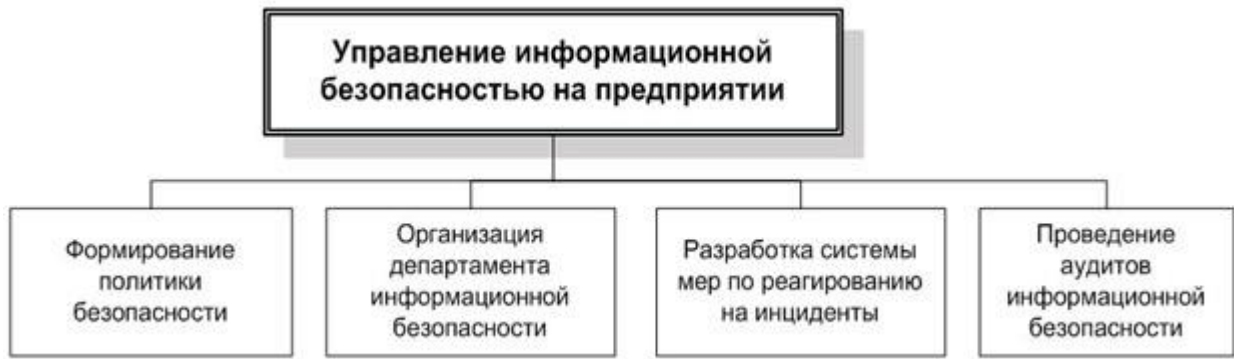 Управление информационной
безопасностью на предприятии
Формирование
политики
безопасности
Организация
департамента
информационной
безопасности
Разработка системы
мер по реагированию
на инциденты
Проведение
аудитов
информационной
безопасности